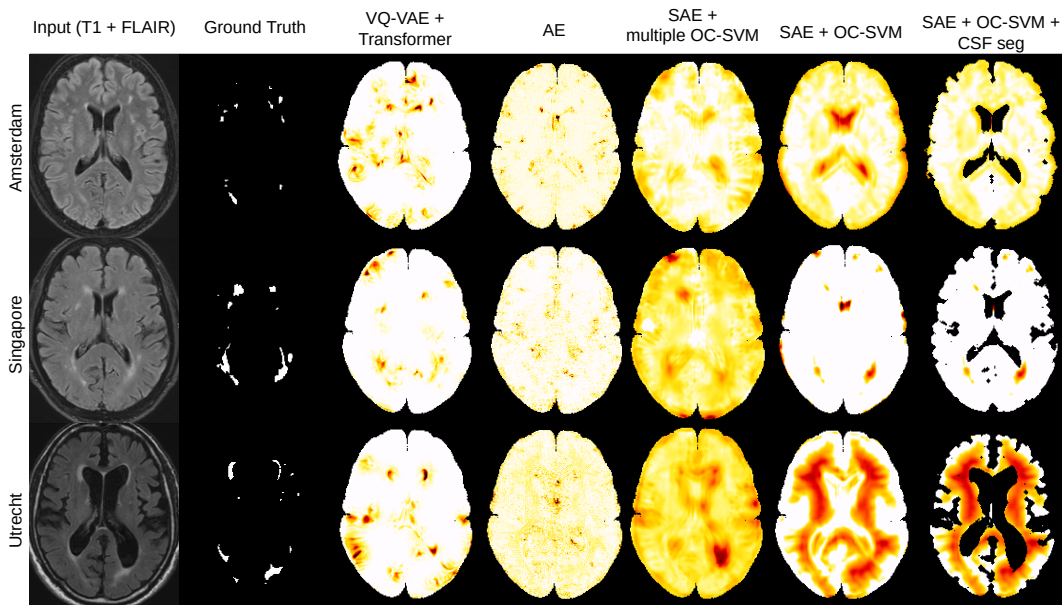 Input (T1 + FLAIR)
Ground Truth
VQ-VAE +
Transformer
AE
SAE +
multiple OC-SVM
SAE + OC-SVM
SAE + OC-SVM +
CSF seg
Amsterdam
Singapore
Utrecht